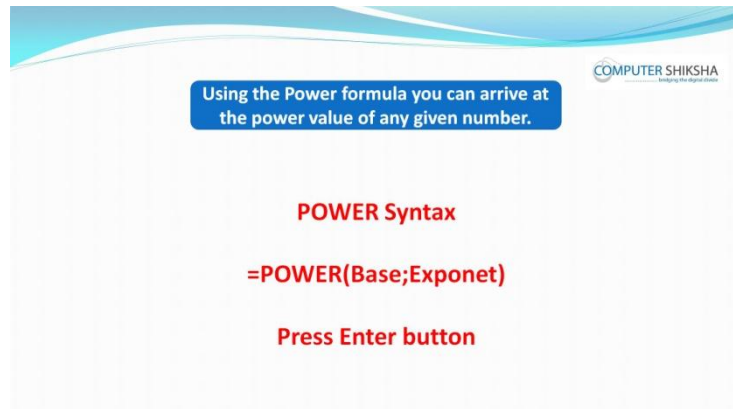 COMPUTER SHIKSHA
bridging the digital divide
Using the Power formula you can arrive at
the power value of any given number.
POWER Syntax
=POWER(Base;Exponet)
Press Enter button